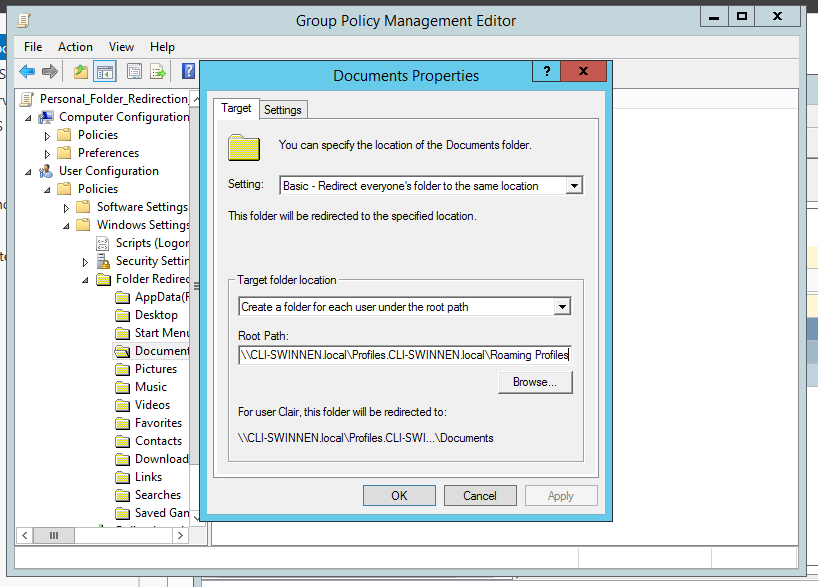 Group Policy Management Editor
File Action View Help
Personal_Folder_Redirection
Computer Configuration
Policies
Preferences
User Configuration
Policies
Software Settings
Windows Settings
Scripts (Logon
Security Settin
Folder Redirec
AppData(R
Desktop
Start Menu
Document
Pictures
Music
Videos
Favorites
Contacts
Download
Links
Searches
Saved Gam
Documents Properties
?
Target Settings
You can specify the location of the Documents folder.
Setting: Basic - Redirect everyone's folder to the same location
This folder will be redirected to the specified location.
Target folder location
Create a folder for each user under the root path
Root Path:
\\CLI-SWINNEN.local\Profiles.CLI-SWINNEN.local\Roaming Profiles
Browse...
For user Clair, this folder will be redirected to:
\\CLI-SWINNEN.local\Profiles.CLI-SWI...\Documents
OK Cancel Apply